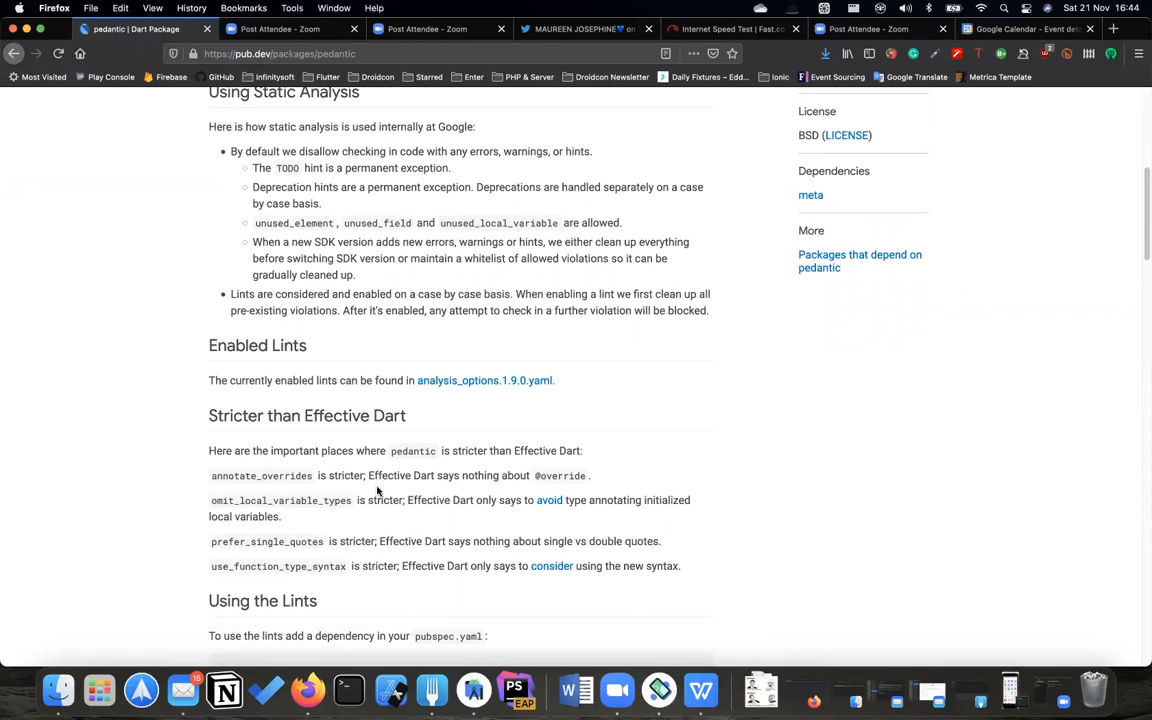 Firefox File Edit View History Bookmarks Tools Window Help Sat 21 Nov 16:44
pedantic | Dart Package Post Attendee - Zoom Post Attendee - Zoom MAUREEN JOSEPHINE💙 on Internet Speed Test | Fast.co Post Attendee - Zoom Google Calendar - Event det
https://pub.dev/packages/pedantic
Most Visited Play Console Firebase GitHub Infinitysoft Flutter Droidcon Starred Enter PHP & Server Droidcon Newsletter Daily Fixtures – Edd... Ionic Event Sourcing Google Translate Metrica Template
Using Static Analysis
Here is how static analysis is used internally at Google:
• By default we disallow checking in code with any errors, warnings, or hints.
The TODO hint is a permanent exception.
Deprecation hints are a permanent exception. Deprecations are handled separately on a case
by case basis.
unused_element, unused_field and unused_local_variable are allowed.
When a new SDK version adds new errors, warnings or hints, we either clean up everything
before switching SDK version or maintain a whitelist of allowed violations so it can be
gradually cleaned up.
• Lints are considered and enabled on a case by case basis. When enabling a lint we first clean up all
pre-existing violations. After it's enabled, any attempt to check in a further violation will be blocked.
Enabled Lints
The currently enabled lints can be found in analysis_options.1.9.0.yaml.
Stricter than Effective Dart
Here are the important places where pedantic is stricter than Effective Dart:
annotate_overrides is stricter; Effective Dart says nothing about @override.
omit_local_variable_types is stricter; Effective Dart only says to avoid type annotating initialized
local variables.
prefer_single_quotes is stricter; Effective Dart says nothing about single vs double quotes.
use_function_type_syntax is stricter; Effective Dart only says to consider using the new syntax.
Using the Lints
To use the lints add a dependency in your pubspec.yaml:
License
BSD (LICENSE)
Dependencies
meta
More
Packages that depend on
pedantic
15
PS
EAP